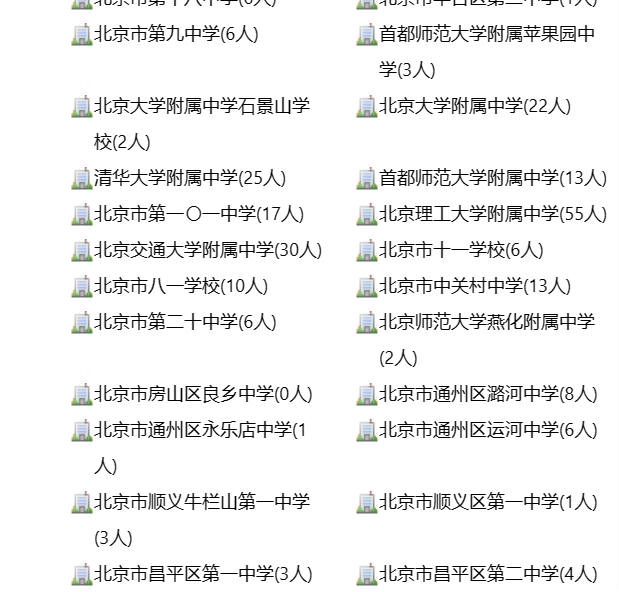 北京市第九中学(6人)
首都师范大学附属苹果园中
学(3人)
北京大学附属中学石景山学
校(2人)
北京大学附属中学(22人)
清华大学附属中学(25人)
首都师范大学附属中学(13人)
北京市第一〇一中学(17人)
北京理工大学附属中学(55人)
北京交通大学附属中学(30人)
北京市十一学校(6人)
北京市八一学校(10人)
北京市中关村中学(13人)
北京市第二十中学(6人)
北京师范大学燕化附属中学
(2人)
北京市房山区良乡中学(0人)
北京市通州区潞河中学(8人)
北京市通州区永乐店中学(1
人)
北京市通州区运河中学(6人)
北京市顺义牛栏山第一中学
(3人)
北京市顺义区第一中学(1人)
北京市昌平区第一中学(3人)
北京市昌平区第二中学(4人)